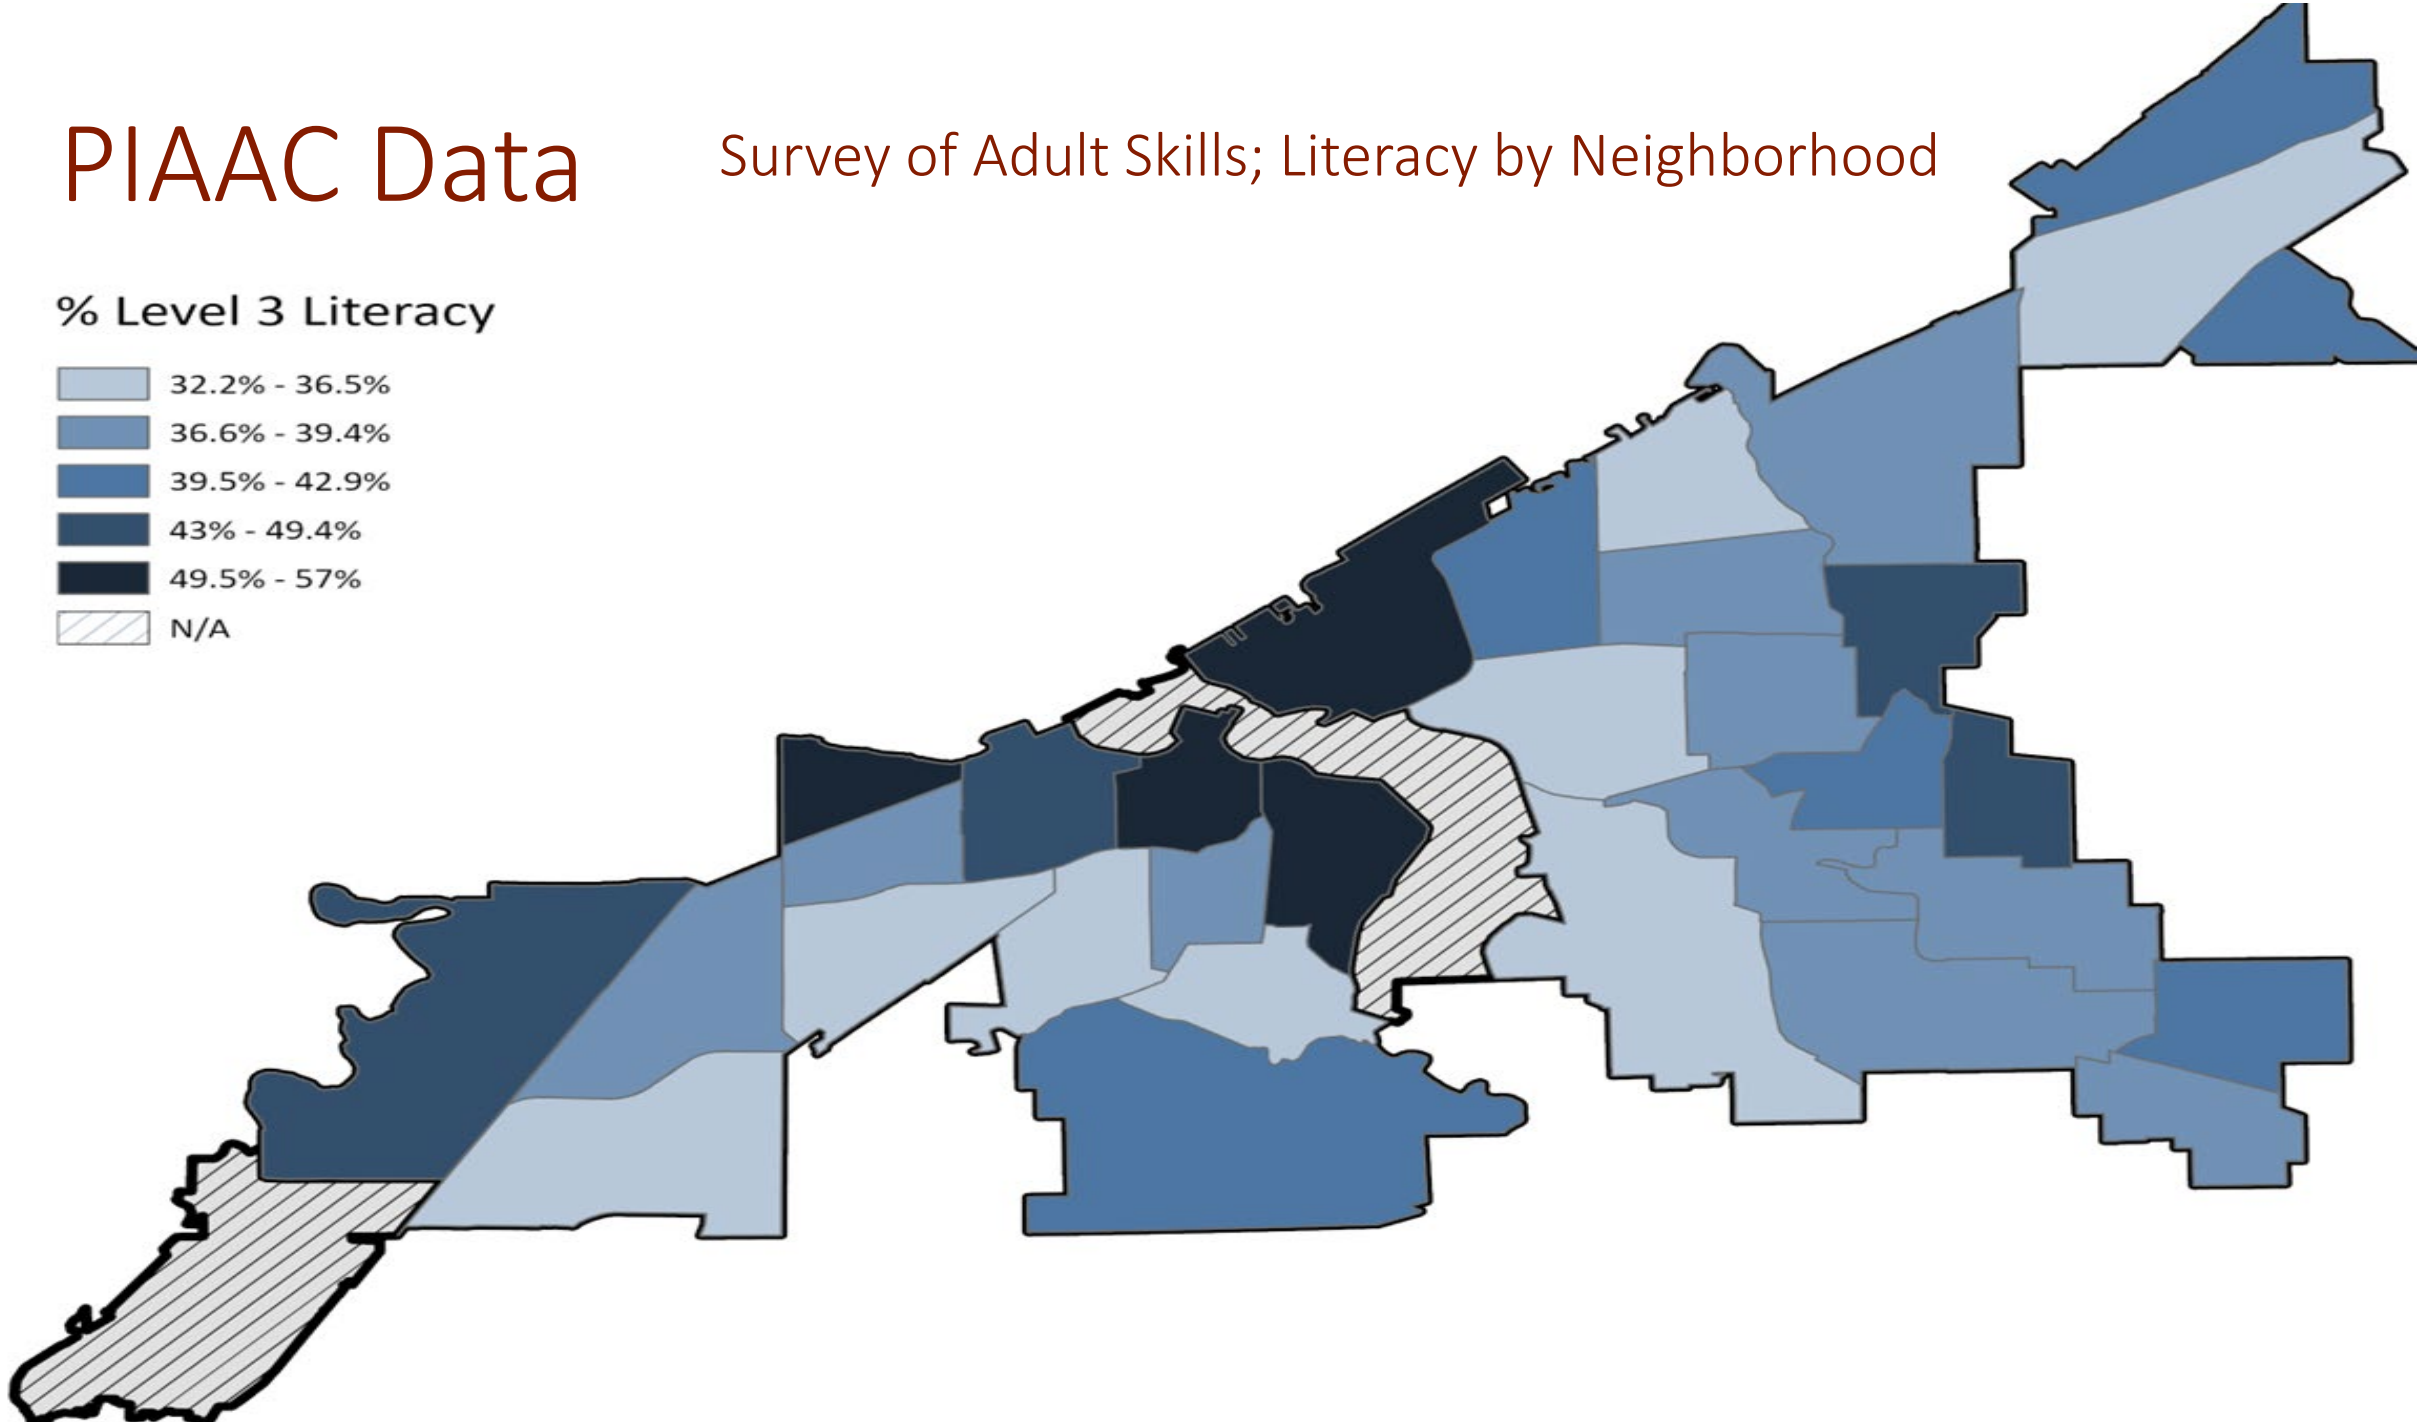 PIAAC Data
Survey of Adult Skills; Literacy by Neighborhood
% Level 3 Literacy
32.2% - 36.5%
36.6% - 39.4%
39.5% - 42.9%
43% - 49.4%
49.5% - 57%
N/A